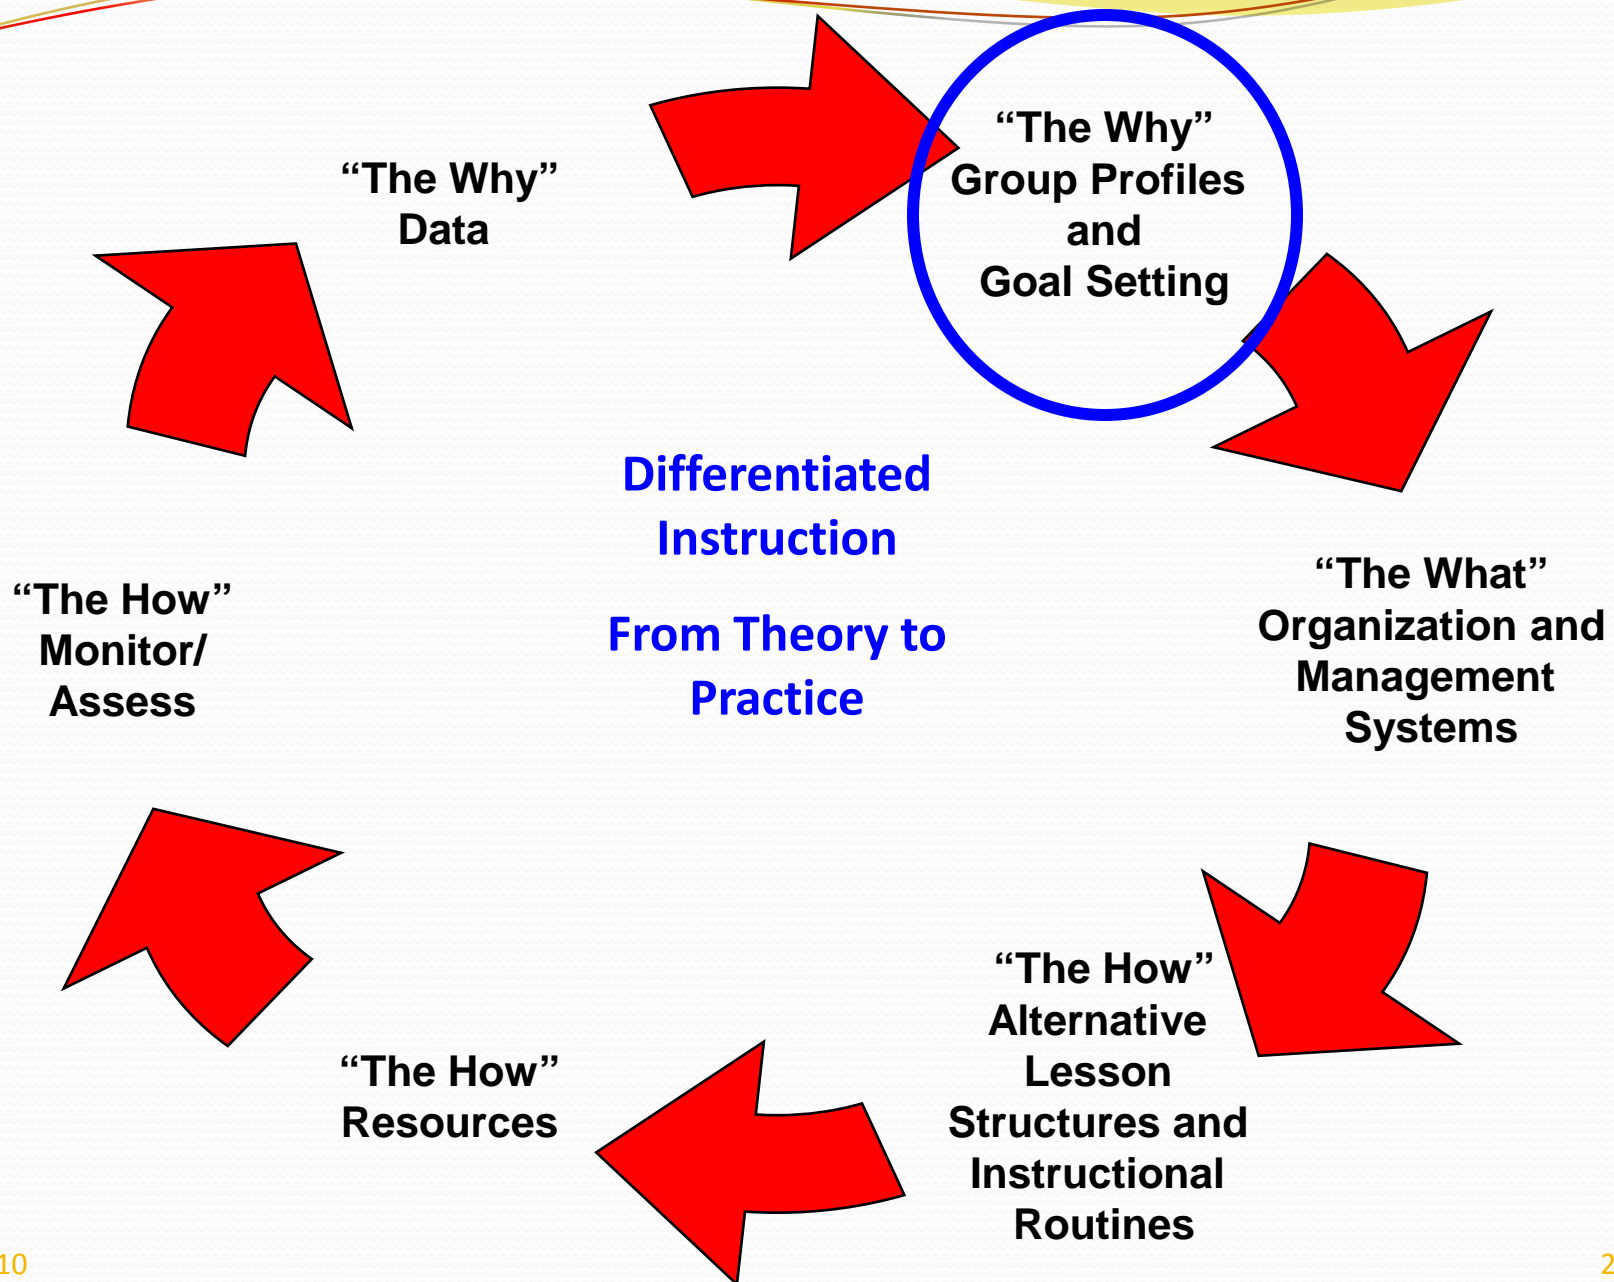 “The Why”
Data
“The Why”
Group Profiles
and
Goal Setting
“The What”
Organization and
Management
Systems
“The How”
Alternative
Lesson
Structures and
Instructional
Routines
“The How”
Resources
“The How”
Monitor/
Assess
Differentiated
Instruction
From Theory to
Practice
10
2